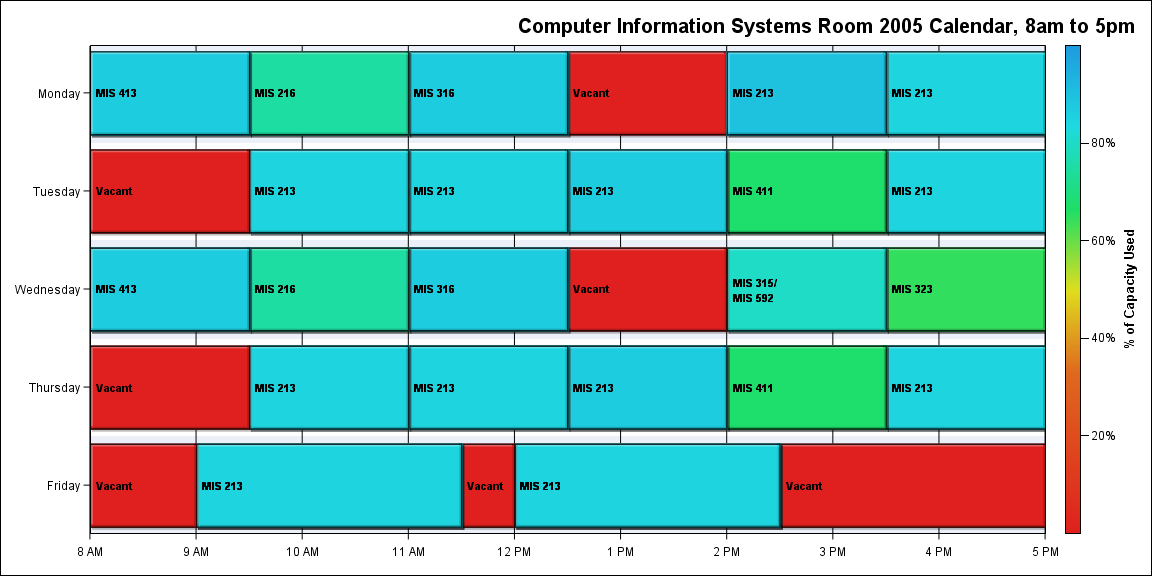 Computer Information Systems Room 2005 Calendar, 8am to 5pm
Monday
MIS 413
MIS 216
MIS 316
Vacant
MIS 213
MIS 213
Tuesday
Vacant
MIS 213
MIS 213
MIS 213
MIS 411
MIS 213
Wednesday
MIS 413
MIS 216
MIS 316
Vacant
MIS 315/
MIS 592
MIS 323
Thursday
Vacant
MIS 213
MIS 213
MIS 213
MIS 411
MIS 213
Friday
Vacant
MIS 213
Vacant
MIS 213
Vacant
8 AM
9 AM
10 AM
11 AM
12 PM
1 PM
2 PM
3 PM
4 PM
5 PM
80%
60%
40%
20%
% of Capacity Used